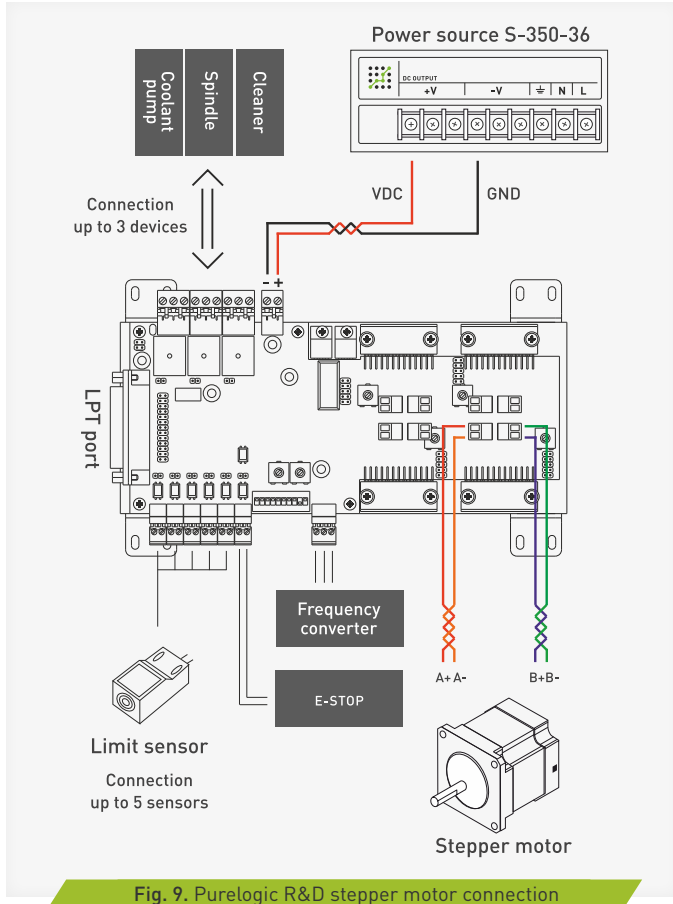 Power source S-350-36
DC OUTPUT
+V -V N L
Coolant
pump
Spindle
Cleaner
VDC
GND
Connection
up to 3 devices
- +
LPT port
Frequency
converter
E-STOP
A+ A-
B+ B-
Limit sensor
Connection
up to 5 sensors
Stepper motor
Fig. 9. Purelogic R&D stepper motor connection